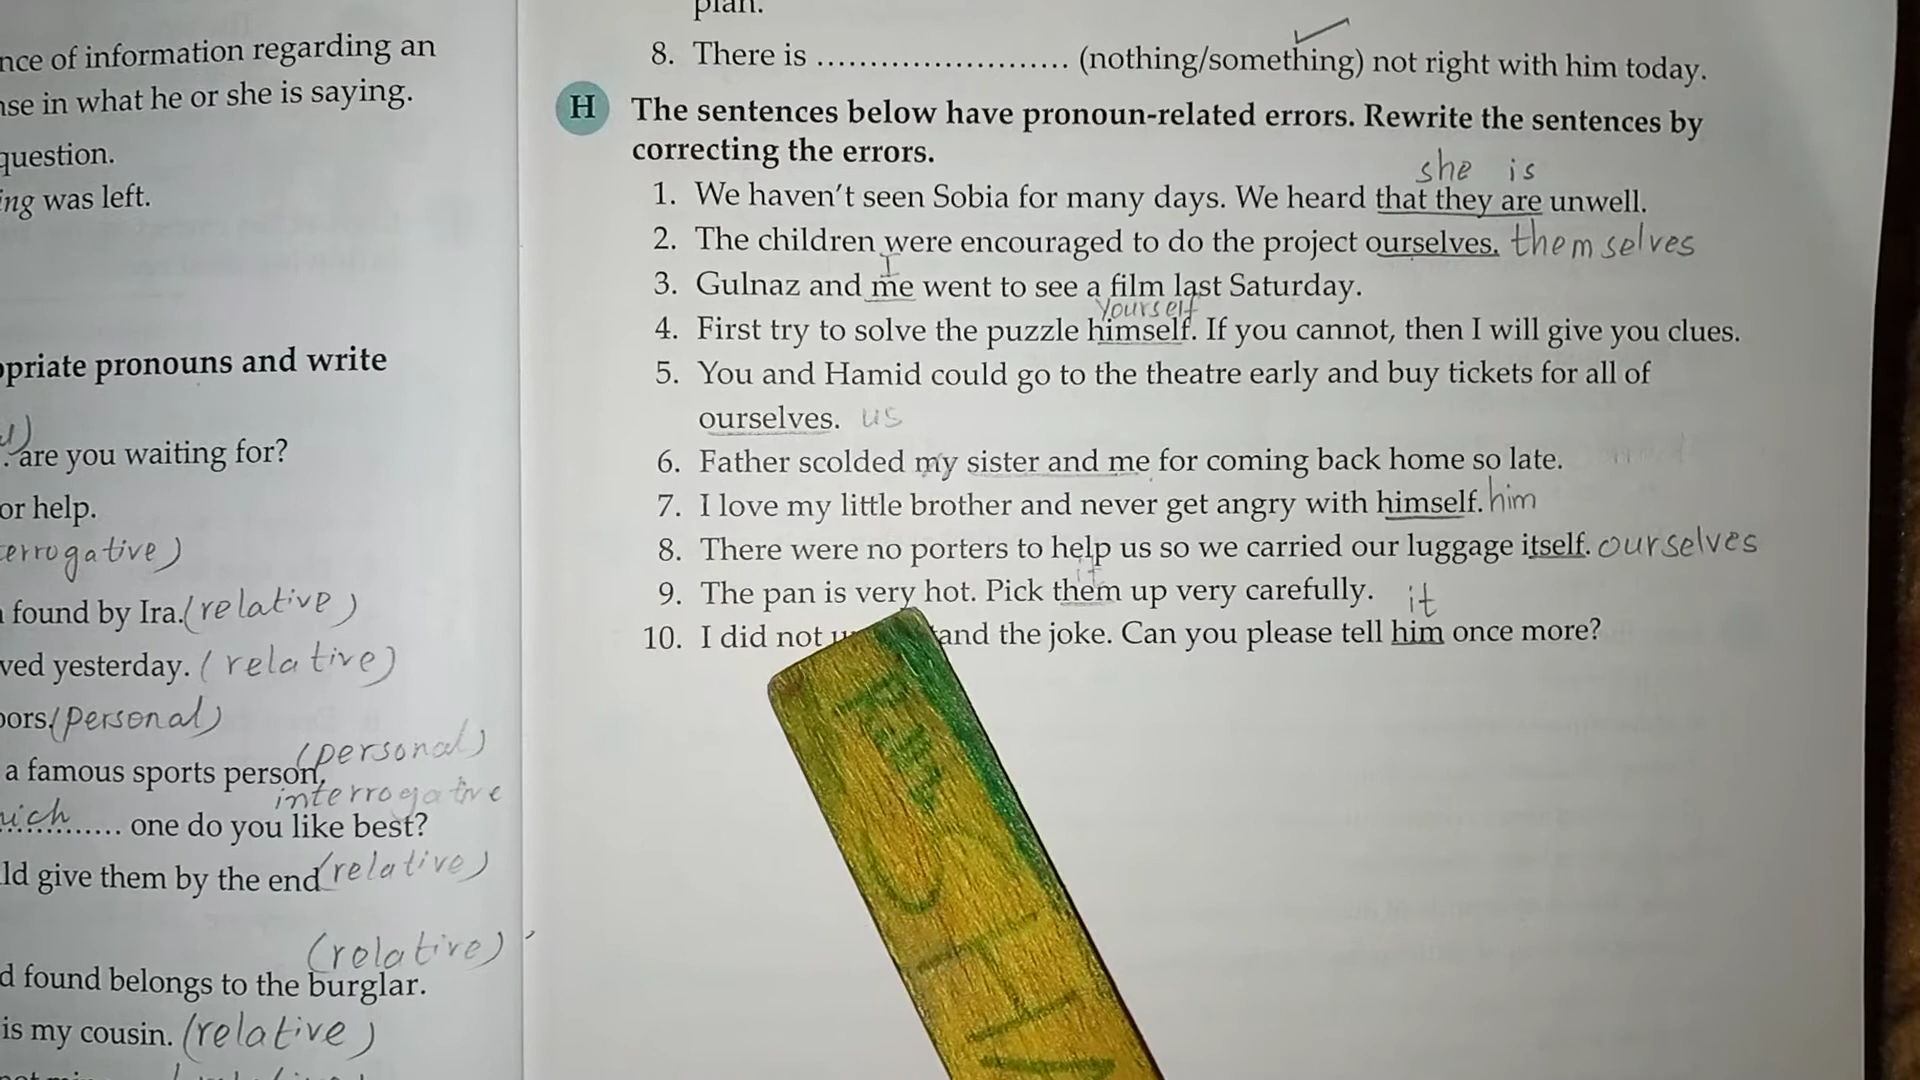 plan.
nce of information regarding an
nse in what he or she is saying.
question.
ing was left.
opriate pronouns and write
. are you waiting for?
or help.
errogative)
found by Ira. (relative)
ved yesterday. (relative)
oors. (personal)
(personal)
a famous sports person,
interrogative
ich ........ one do you like best?
ld give them by the end (relative)
(relative)
d found belongs to the burglar.
is my cousin. (relative)
8. There is ........................ (nothing/something) not right with him today.
H The sentences below have pronoun-related errors. Rewrite the sentences by
correcting the errors.
she is
1. We haven't seen Sobia for many days. We heard that they are unwell.
2. The children were encouraged to do the project ourselves. themselves
I
3. Gulnaz and me went to see a film last Saturday.
yourself
4. First try to solve the puzzle himself. If you cannot, then I will give you clues.
5. You and Hamid could go to the theatre early and buy tickets for all of
ourselves. us
6. Father scolded my sister and me for coming back home so late.
7. I love my little brother and never get angry with himself. him
8. There were no porters to help us so we carried our luggage itself. ourselves
it
9. The pan is very hot. Pick them up very carefully.
it
10. I did not and the joke. Can you please tell him once more?